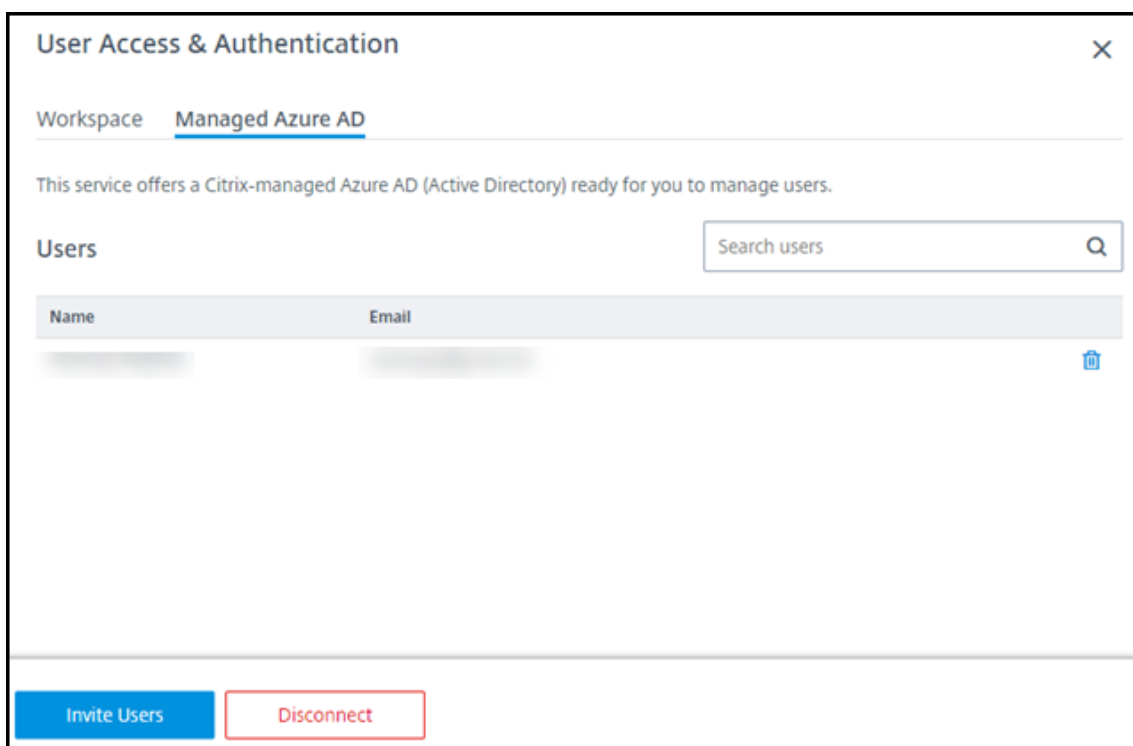 User Access & Authentication
Workspace Managed Azure AD
This service offers a Citrix-managed Azure AD (Active Directory) ready for you to manage users.
Users Search users
Name Email
Invite Users Disconnect